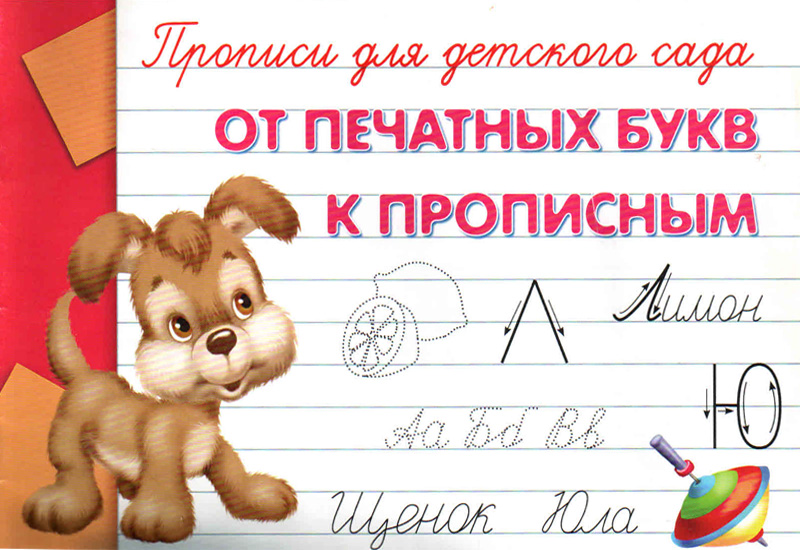 Прописи для детского сада
ОТ ПЕЧАТНЫХ БУКВ
К ПРОПИСНЫМ
Л Лимон
Ю
Аа Бб Вв
Щенок Юла